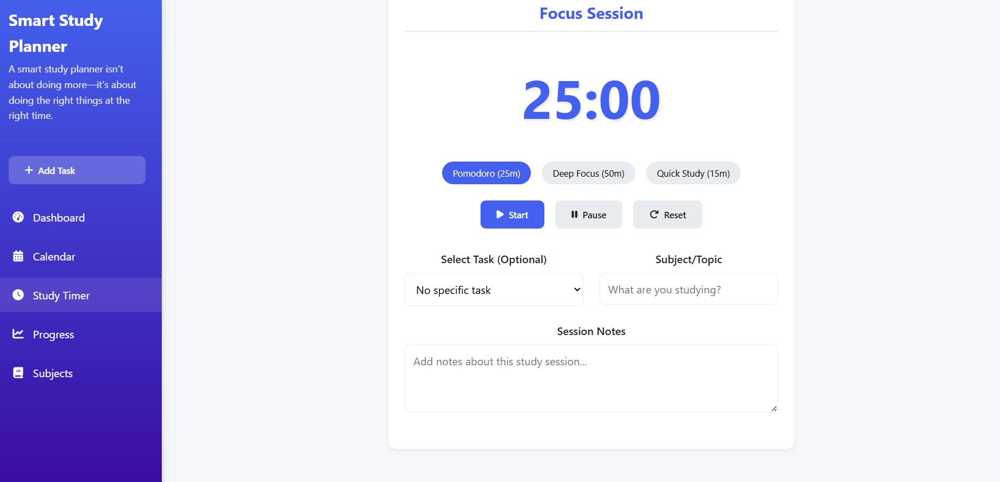 Smart Study
Planner
A smart study planner isn’t
about doing more—it’s about
doing the right things at the
right time.
Add Task
Dashboard
Calendar
Study Timer
Progress
Subjects
Focus Session
25:00
Pomodoro (25m)
Deep Focus (50m)
Quick Study (15m)
Start
Pause
Reset
Select Task (Optional)
Subject/Topic
No specific task
What are you studying?
Session Notes
Add notes about this study session...